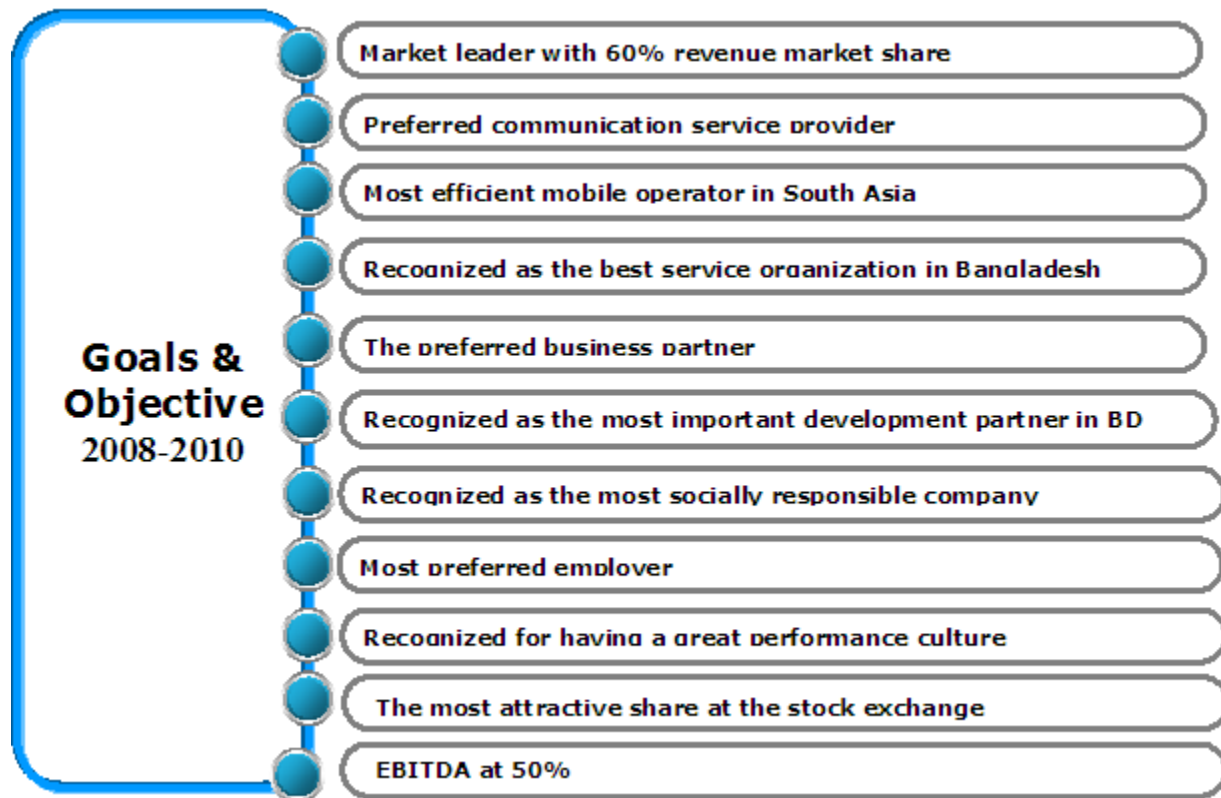 Goals &
Objective
2008-2010
Market leader with 60% revenue market share
Preferred communication service provider
Most efficient mobile operator in South Asia
Recognized as the best service organization in Bangladesh
The preferred business partner
Recognized as the most important development partner in BD
Recognized as the most socially responsible company
Most preferred employer
Recognized for having a great performance culture
The most attractive share at the stock exchange
EBITDA at 50%